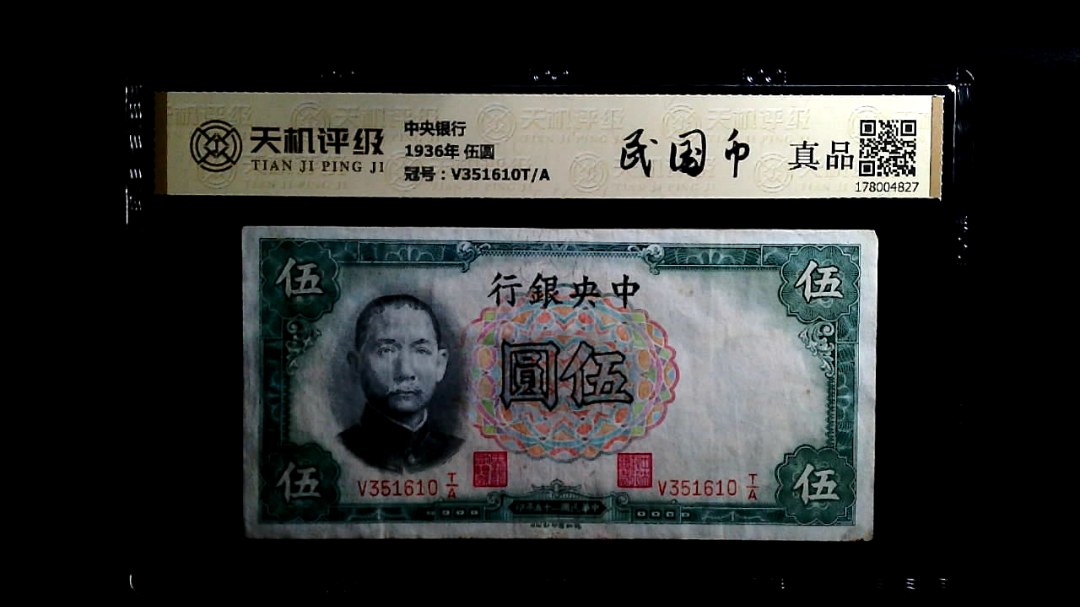 天机评级
TIAN JI PING JI
中央银行
1936年 伍圆
冠号：V351610T/A
民国币
真品
178004827
伍
伍
行銀央中
圓伍
伍
伍
V351610 T/A
V351610 T/A